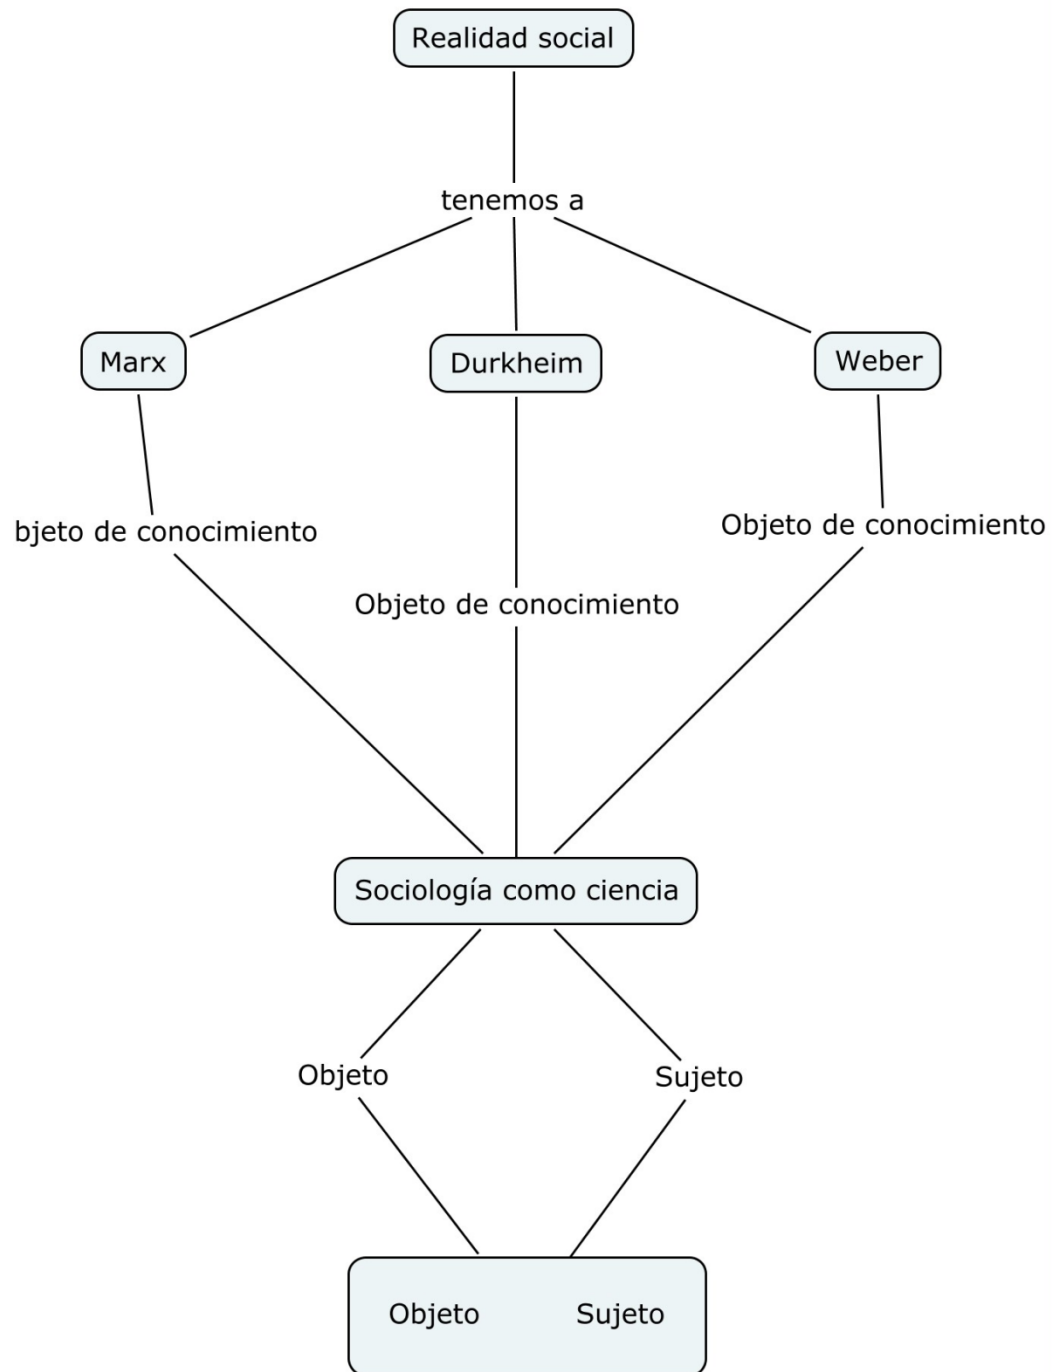 Realidad social
tenemos a
Marx
Durkheim
Weber
bjeto de conocimiento
Objeto de conocimiento
Objeto de conocimiento
Sociología como ciencia
Objeto
Sujeto
Objeto Sujeto